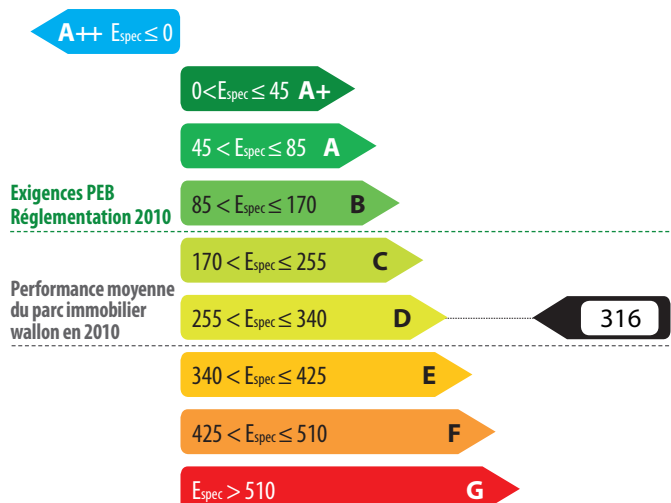 A++ Espec ≤ 0
0<Espec ≤ 45 A+
45 < Espec ≤ 85 A
Exigences PEB
Réglementation 2010
85 < Espec ≤ 170 B
170 < Espec ≤ 255 C
Performance moyenne
du parc immobilier
wallon en 2010
255 < Espec ≤ 340 D
316
340 < Espec ≤ 425 E
425 < Espec ≤ 510 F
Espec > 510 G